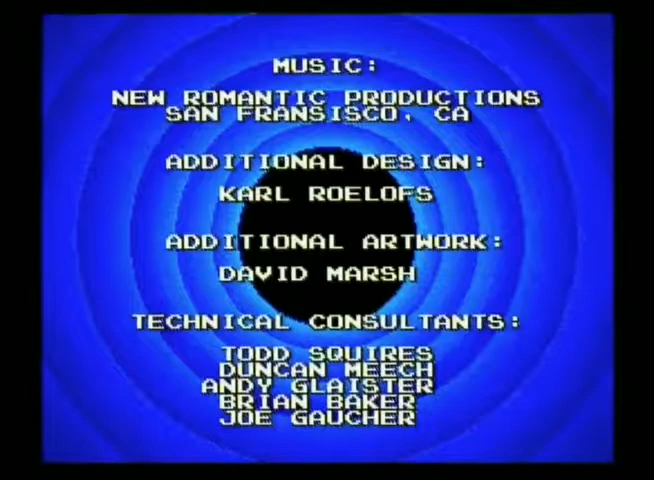 MUSIC:
NEW ROMANTIC PRODUCTIONS
SAN FRANSISCO, CA
ADDITIONAL DESIGN:
KARL ROELOFS
ADDITIONAL ARTWORK:
DAVID MARSH
TECHNICAL CONSULTANTS:
TODD SQUIRES
DUNCAN MEECH
ANDY GLAISTER
BRIAN BAKER
JOE GAUCHER